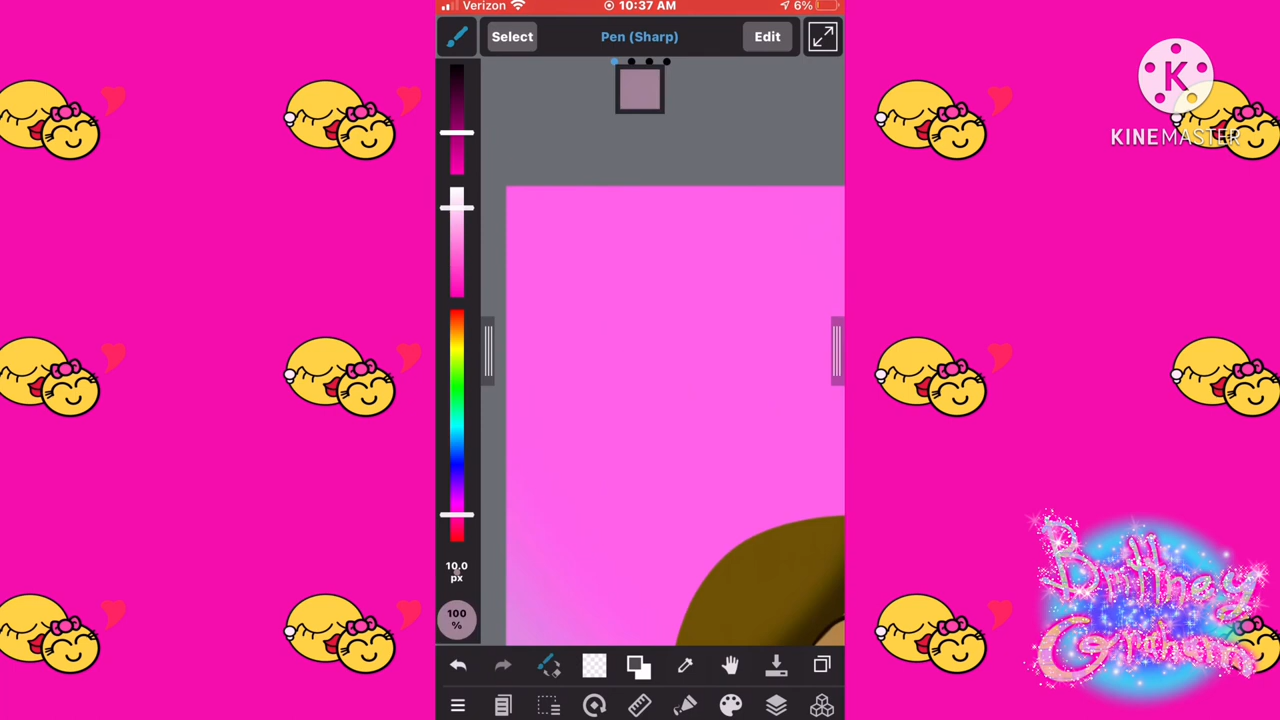 Verizon 10:37 AM 6%
Select Pen (Sharp) Edit
K
KINEMASTER
10.0
px
100
%
Brittney
Graham